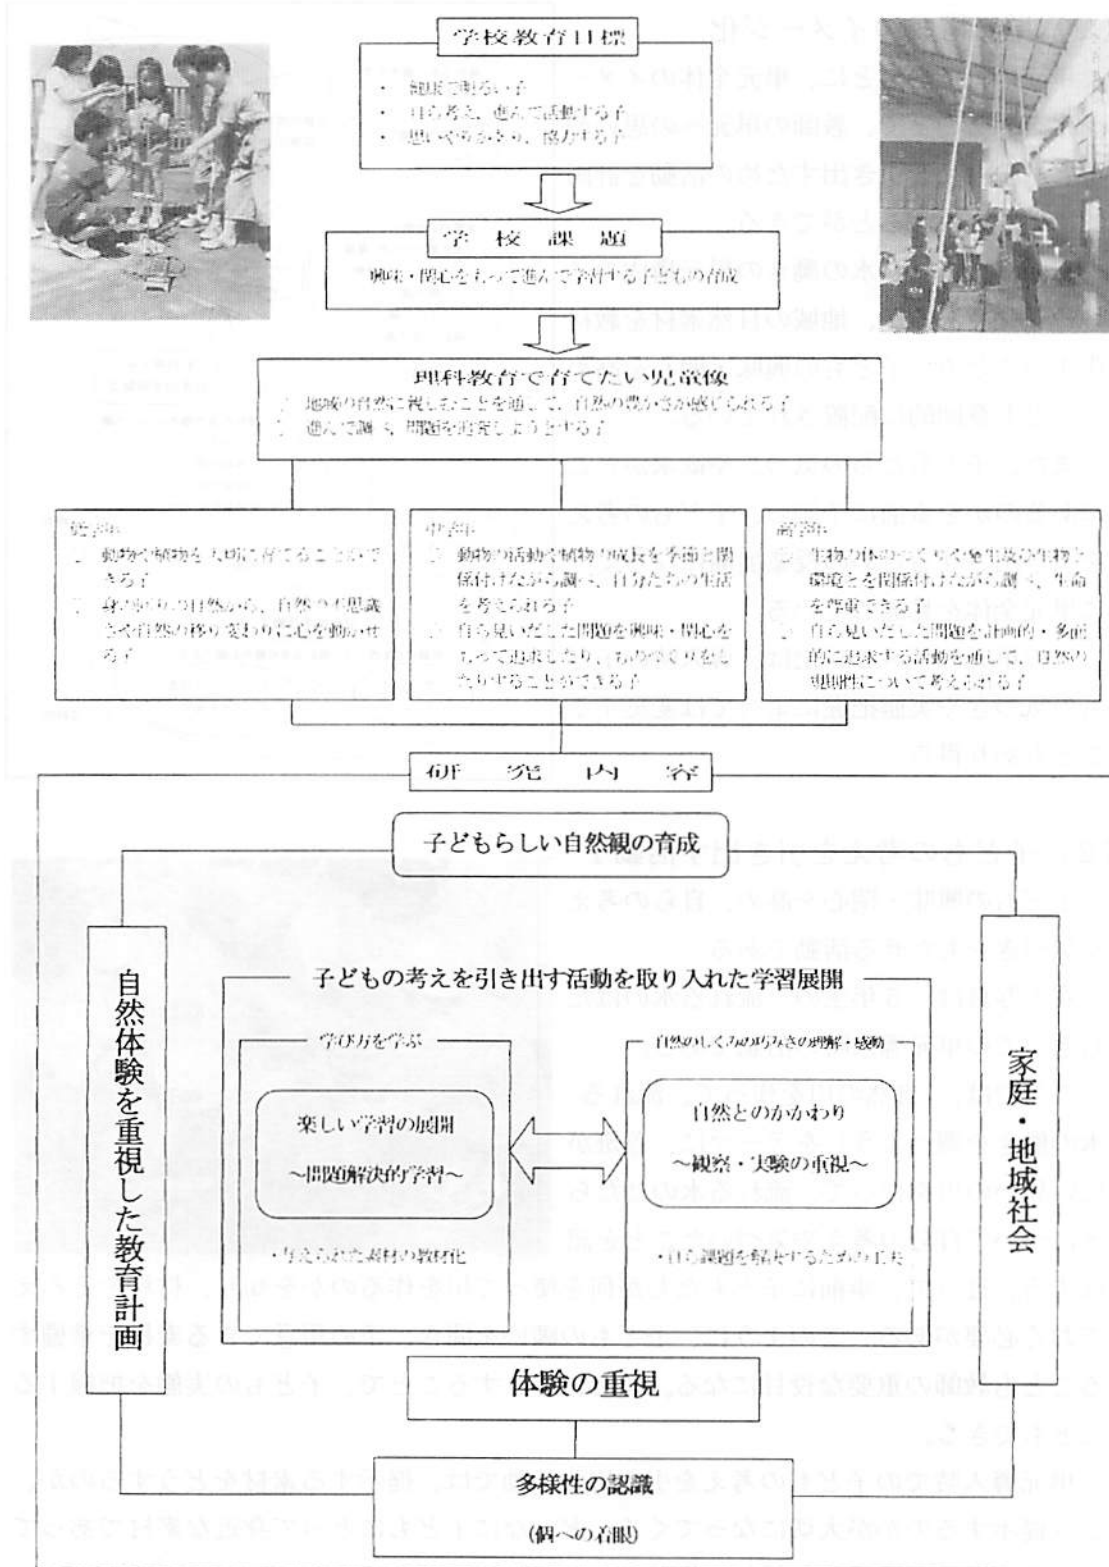 学校教育目標
・ 健康で明るい子
・ 自ら考え、進んで活動する子
・ 思いやりがあり、協力する子
学校課題
興味・関心をもって進んで学習する子どもの育成
理科教育で育てたい児童像
地域の自然に親しむことを通して、自然の豊かさが感じられる子
進んで調べ、問題を追究しようとする子
低学年
動物や植物を大切に育てることができる子
身の回りの自然から、自然の不思議さや自然の移り変わりに心を動かせる子
中学年
動物の活動や植物の成長を季節と関
係付けながら調べ、自分たちの生活
を考えられる子
自ら見いだした問題を興味・関心を
もって追求したり、ものづくりをし
たりすることができる子
高学年
生物の体のつくりや発生及び生物と
環境とを関係付けながら調べ、生命
を尊重できる子
自ら見いだした問題を計画的・多面
的に追求する活動を通して、自然の
規則性について考えられる子
研究内容
子どもらしい自然観の育成
自然体験を重視した教育計画
子どもの考えを引き出す活動を取り入れた学習展開
学び方を学ぶ
楽しい学習の展開
～問題解決的学習～
・与えられた素材の教材化
自然のしくみの巧みさの理解・感動
自然とのかかわり
～観察・実験の重視～
・自ら課題を解決するための工夫
家庭・地域社会
体験の重視
多様性の認識
(個への着眼)